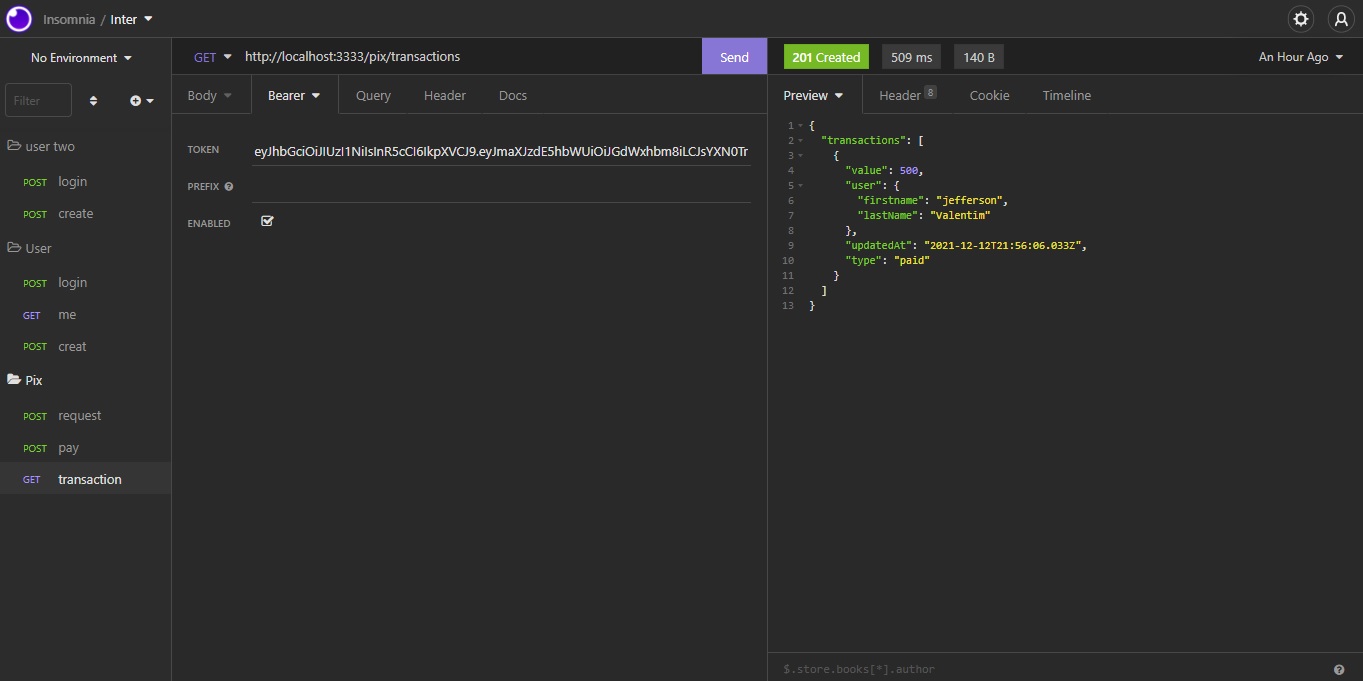 Insomnia / Inter
No Environment
GET http://localhost:3333/pix/transactions Send
201 Created 509 ms 140 B An Hour Ago
Filter
Body Bearer Query Header Docs
Preview Header 8 Cookie Timeline
user two
POST login
POST create
User
POST login
GET me
POST creat
Pix
POST request
POST pay
GET transaction
TOKEN eyJhbGciOiJIUzI1NiIsInR5cCI6IkpXVCJ9.eyJmaXJzdE5hbWUiOiJGdWxhbm8iLCJsYXN0Tr
PREFIX
ENABLED
1 {
2 "transactions": [
3 {
4 "value": 500,
5 "user": {
6 "firstname": "jefferson",
7 "lastName": "Valentim"
8 },
9 "updatedAt": "2021-12-12T21:56:06.033Z",
10 "type": "paid"
11 }
12 ]
13 }
$.store.books[*].author